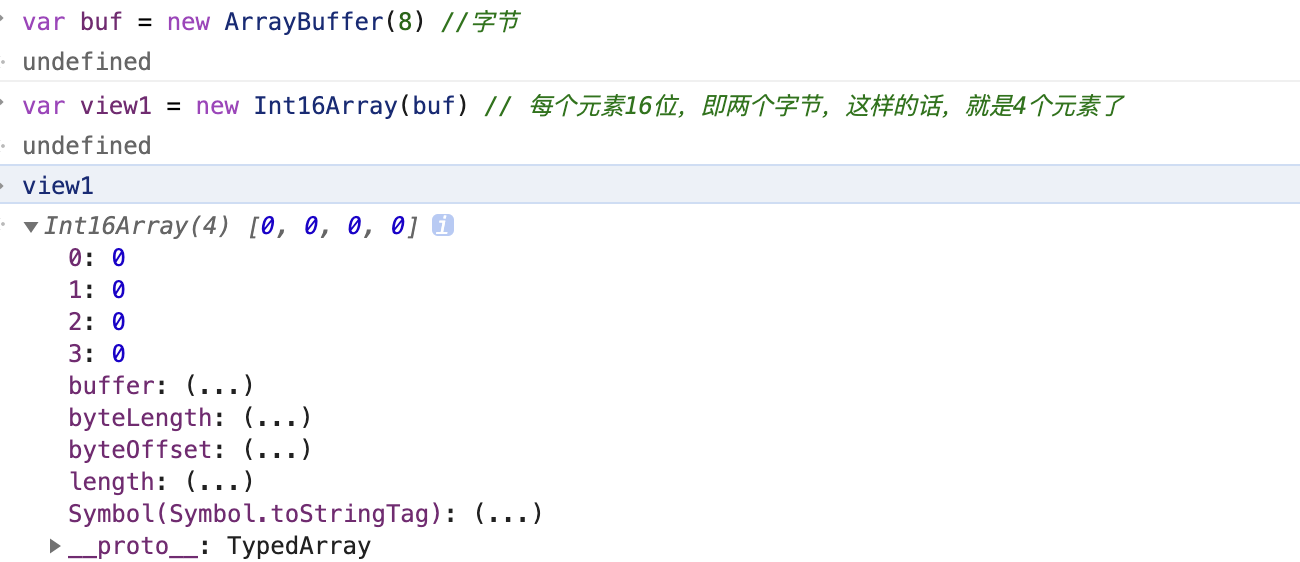 var buf = new ArrayBuffer(8) //字节
undefined
var view1 = new Int16Array(buf) // 每个元素16位，即两个字节，这样的话，就是4个元素了
undefined
view1
▼Int16Array(4) [0, 0, 0, 0] i
0: 0
1: 0
2: 0
3: 0
buffer: (...)
byteLength: (...)
byteOffset: (...)
length: (...)
Symbol(Symbol.toStringTag): (...)
▶__proto__: TypedArray